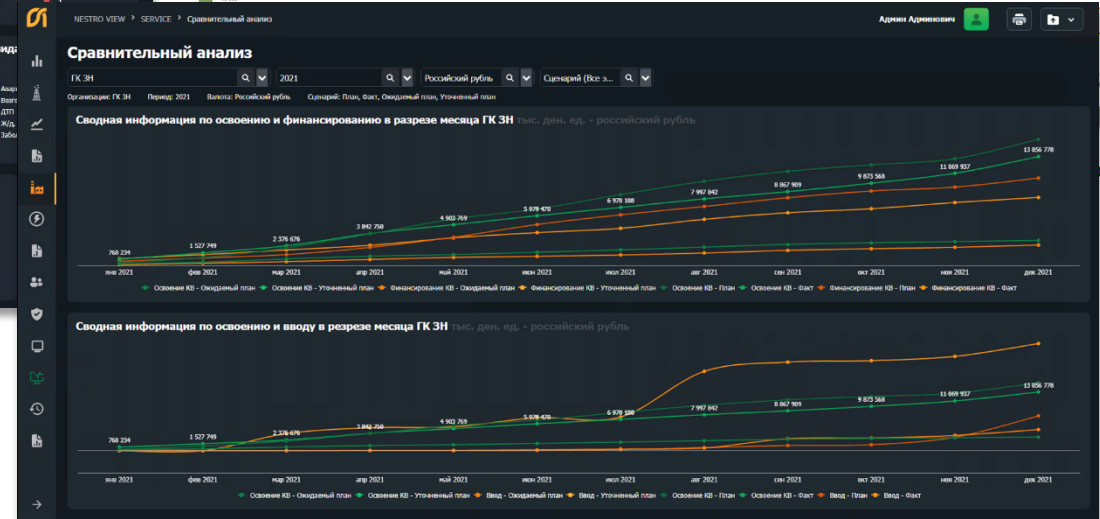 NESTRO VIEW > SERVICE > Сравнительный анализ
Админ Админович
Сравнительный анализ
ГК ЗН
2021
Российский рубль
Сценарий (Все э...
Организация: ГК ЗН Период: 2021 Валюта: Российский рубль Сценарий: План, Факт, Ожидаемый план, Уточненный план
Сводная информация по освоению и финансированию в разрезе месяца ГК ЗН тыс. ден. ед. - российский рубль
768 234
1 527 749
2 376 676
3 842 750
4 903 769
5 979 470
6 978 108
7 997 842
8 867 909
9 873 568
11 069 937
13 856 778
янв 2021 фев 2021 мар 2021 апр 2021 май 2021 июн 2021 июл 2021 авг 2021 сен 2021 окт 2021 ноя 2021 дек 2021
Освоение КВ - Ожидаемый план Освоение КВ - Уточненный план Финансирование КВ - Ожидаемый план Финансирование КВ - Уточненный план Освоение КВ - План Освоение КВ - Факт Финансирование КВ - План Финансирование КВ - Факт
Сводная информация по освоению и вводу в резрезе месяца ГК ЗН тыс. ден. ед. - российский рубль
768 234
1 527 749
2 376 676
3 842 750
4 903 769
5 979 470
6 978 108
7 997 842
8 867 909
9 873 568
11 069 937
13 856 778
янв 2021 фев 2021 мар 2021 апр 2021 май 2021 июн 2021 июл 2021 авг 2021 сен 2021 окт 2021 ноя 2021 дек 2021
Освоение КВ - Ожидаемый план Освоение КВ - Уточненный план Ввод - Ожидаемый план Ввод - Уточненный план Освоение КВ - План Освоение КВ - Факт Ввод - План Ввод - Факт